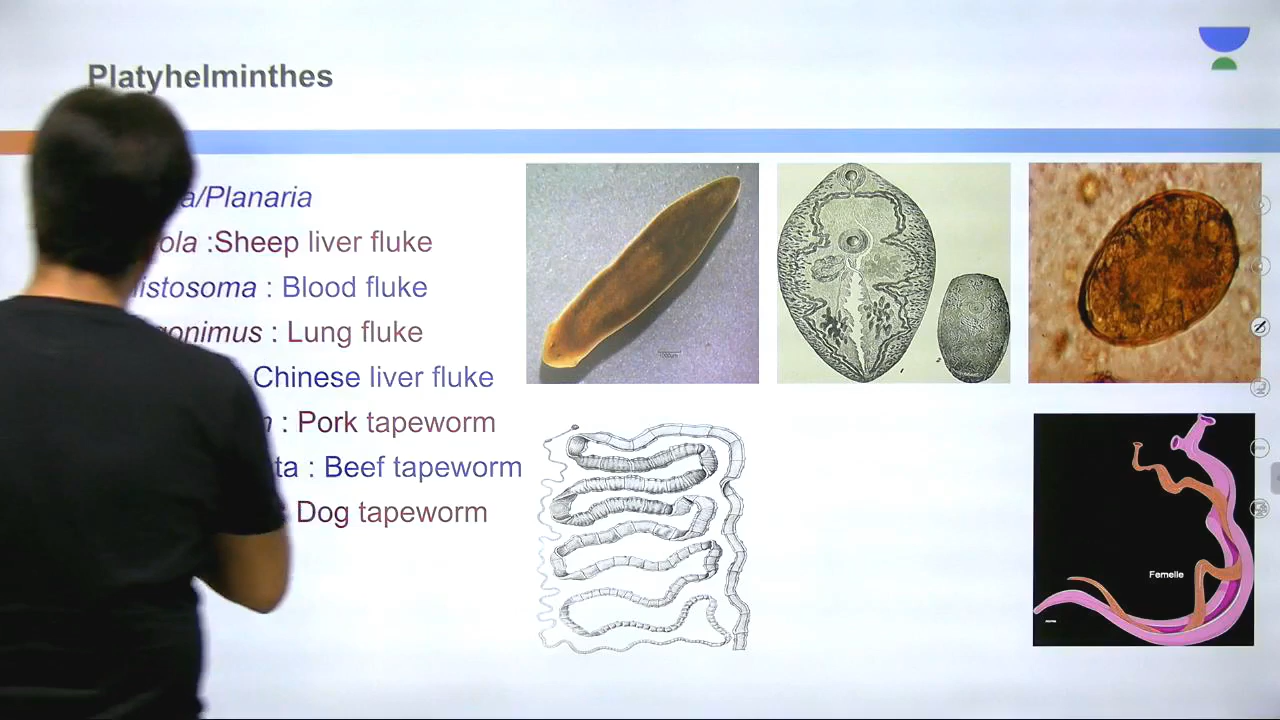 Platyhelminthes
a/Planaria
ola :Sheep liver fluke
istosoma : Blood fluke
gonimus : Lung fluke
Chinese liver fluke
: Pork tapeworm
ta : Beef tapeworm
Dog tapeworm
Femelle